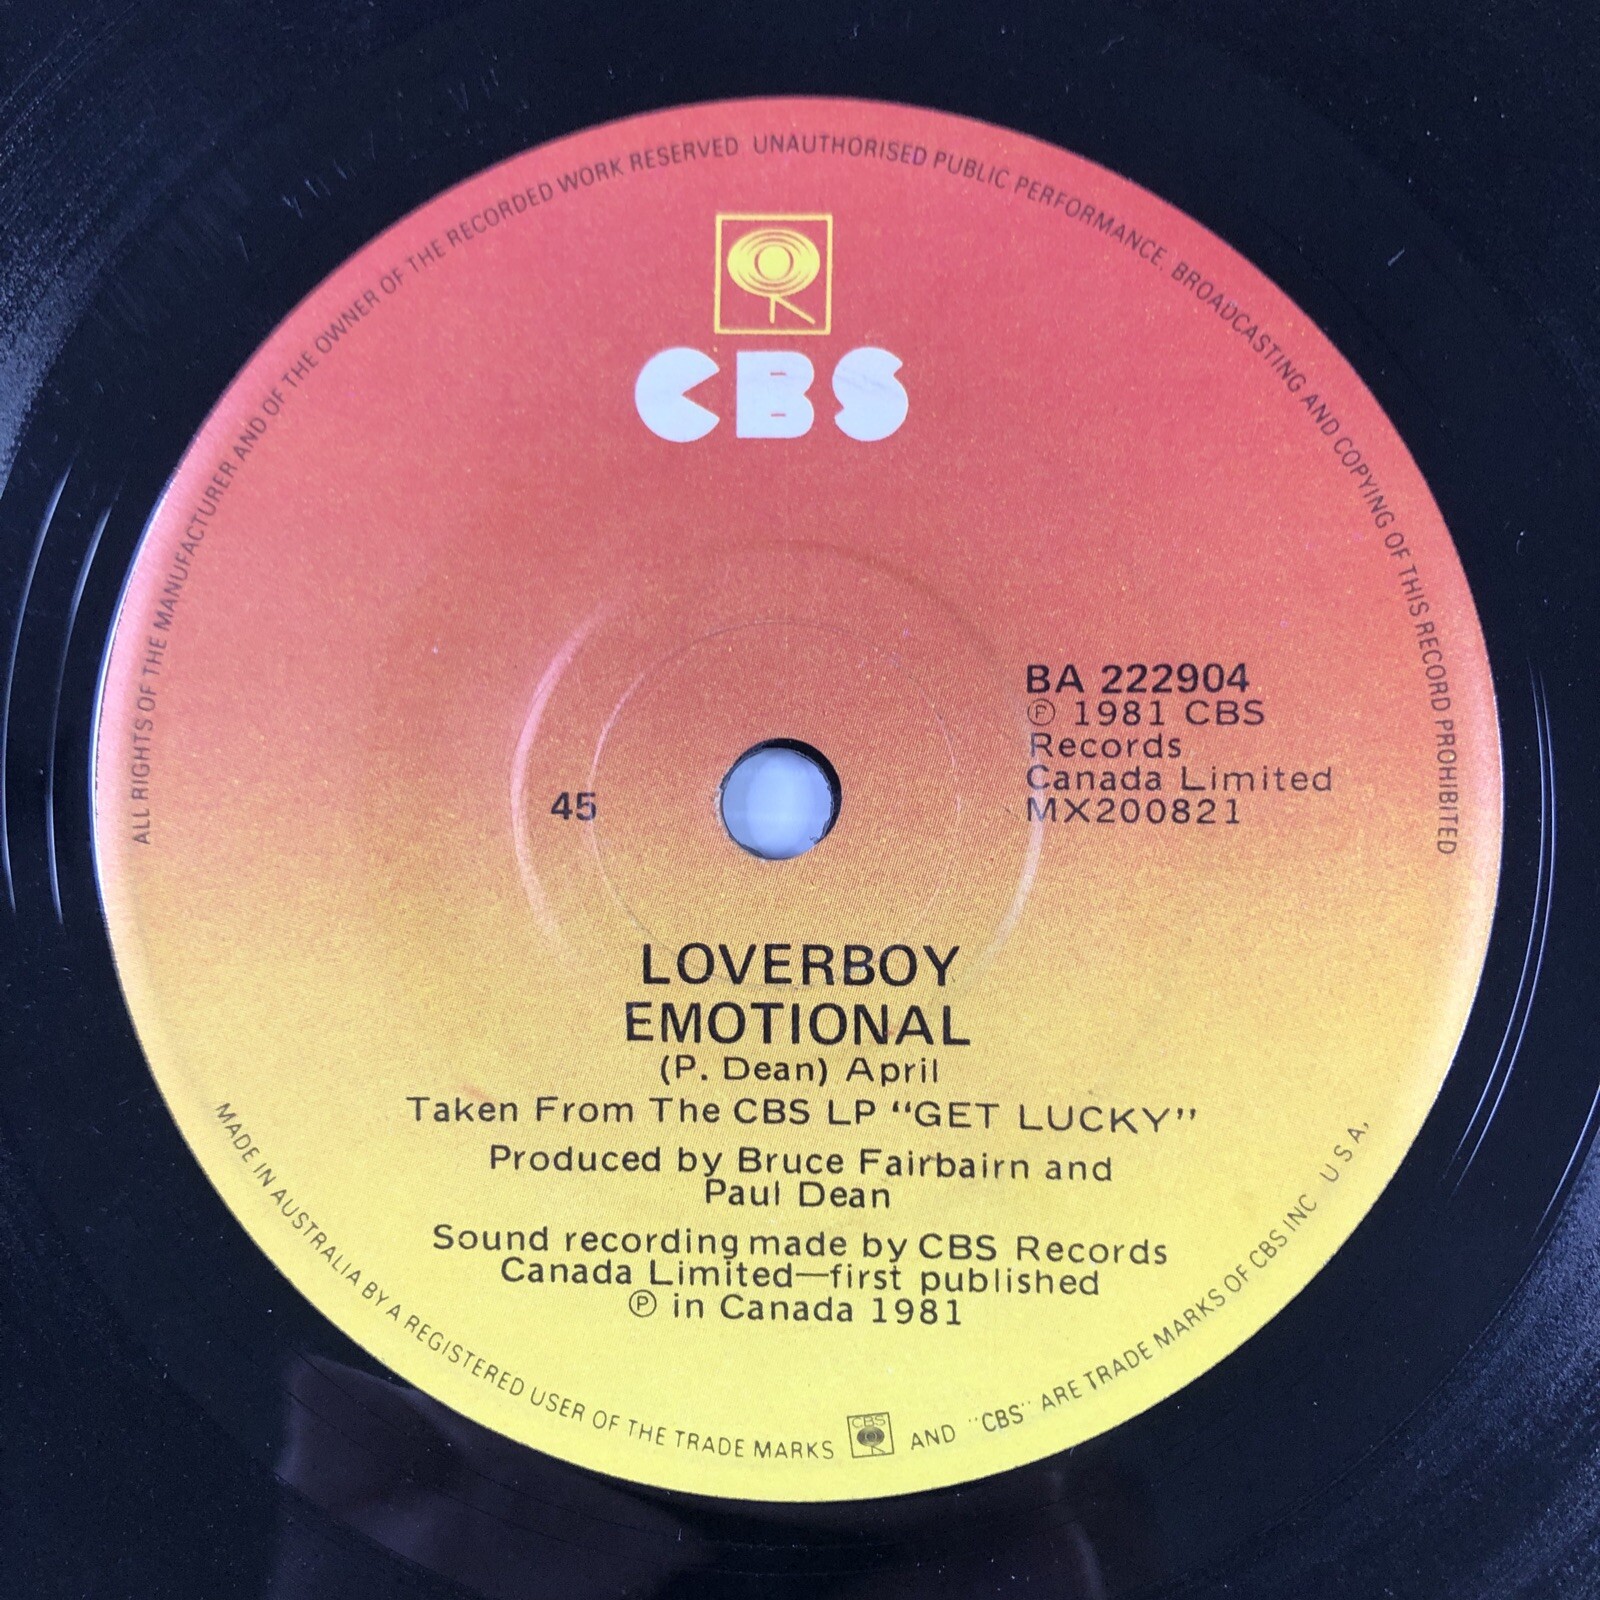 ALL RIGHTS OF THE MANUFACTURER AND OF THE OWNER OF THE RECORDED WORK RESERVED UNAUTHORISED PUBLIC PERFORMANCE. BROADCASTING AND COPYING OF THIS RECORD PROHIBITED
CBS
BA 222904
℗ 1981 CBS
Records
Canada Limited
MX200821
45
LOVERBOY
EMOTIONAL
(P. Dean) April
Taken From The CBS LP “GET LUCKY”
Produced by Bruce Fairbairn and
Paul Dean
Sound recording made by CBS Records
Canada Limited—first published
℗ in Canada 1981
MADE IN AUSTRALIA BY A REGISTERED USER OF THE TRADE MARKS CBS AND "CBS" ARE TRADE MARKS OF CBS INC U S A,